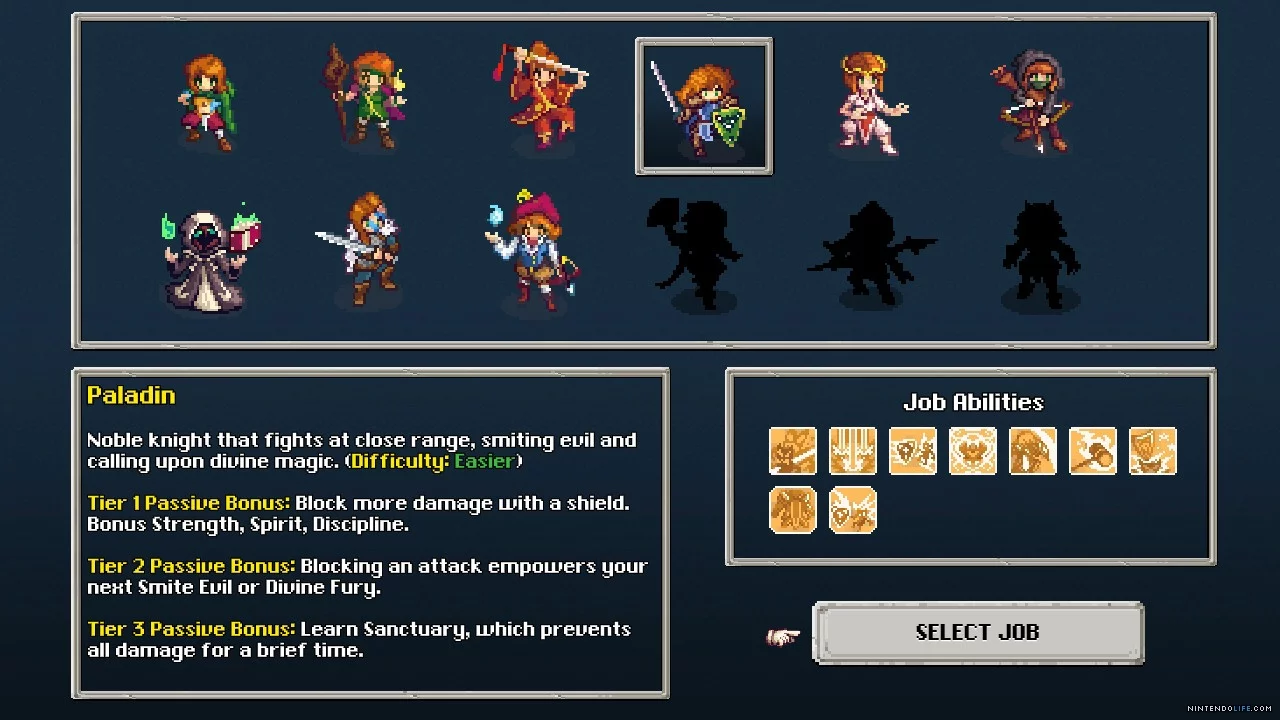 Paladin
Noble knight that fights at close range, smiting evil and
calling upon divine magic. (Difficulty: Easier)
Tier 1 Passive Bonus: Block more damage with a shield.
Bonus Strength, Spirit, Discipline.
Tier 2 Passive Bonus: Blocking an attack empowers your
next Smite Evil or Divine Fury.
Tier 3 Passive Bonus: Learn Sanctuary, which prevents
all damage for a brief time.
Job Abilities
SELECT JOB
NINTENDOLIFE.COM